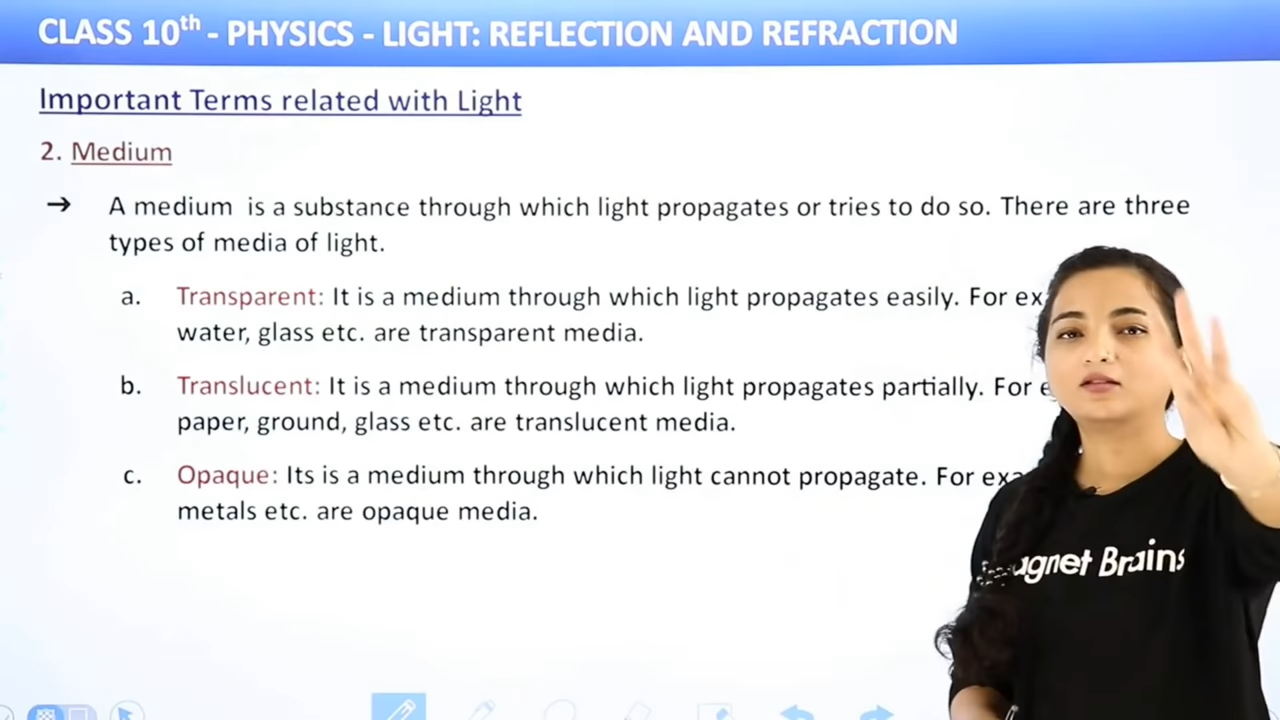 CLASS 10th - PHYSICS - LIGHT: REFLECTION AND REFRACTION
Important Terms related with Light
2. Medium
➔ A medium is a substance through which light propagates or tries to do so. There are three
types of media of light.
a. Transparent: It is a medium through which light propagates easily. For
water, glass etc. are transparent media.
b. Translucent: It is a medium through which light propagates partially. For
paper, ground, glass etc. are translucent media.
c. Opaque: Its is a medium through which light cannot propagate. For
metals etc. are opaque media.
Brains